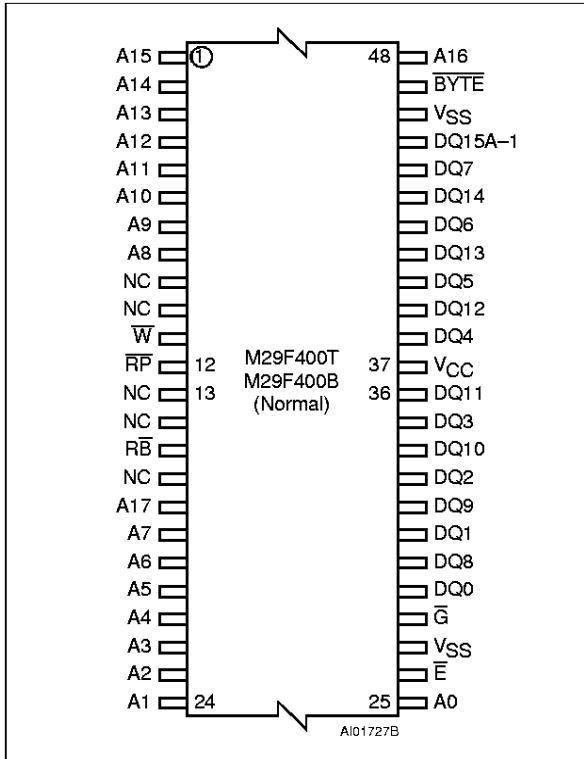 A15 1 48 A16
A14 B̅Y̅T̅E̅
A13 VSS
A12 DQ15A–1
A11 DQ7
A10 DQ14
A9 DQ6
A8 DQ13
NC DQ5
NC DQ12
W̅ DQ4
R̅P̅ 12 M29F400T 37 VCC
M29F400B
NC 13 36 DQ11
(Normal)
NC DQ3
RB̅ DQ10
NC DQ2
A17 DQ9
A7 DQ1
A6 DQ8
A5 DQ0
A4 G̅
A3 VSS
A2 E̅
A1 24 25 A0
AI01727B